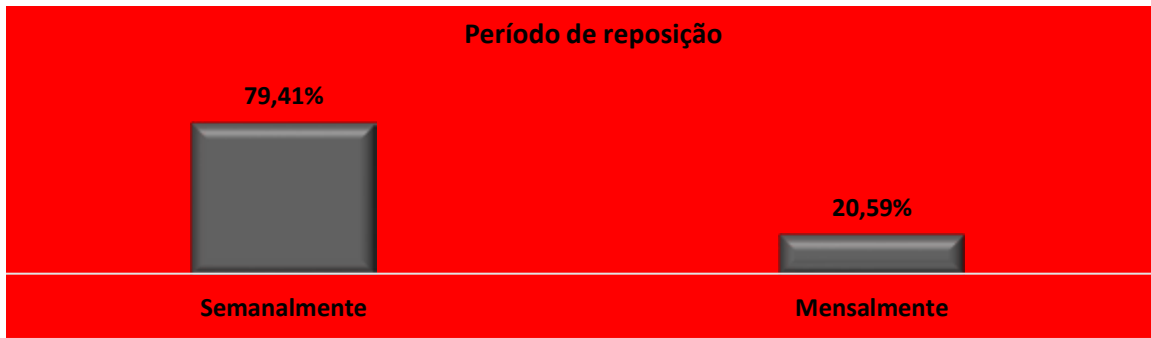 Período de reposição
79,41%
20,59%
Semanalmente
Mensalmente